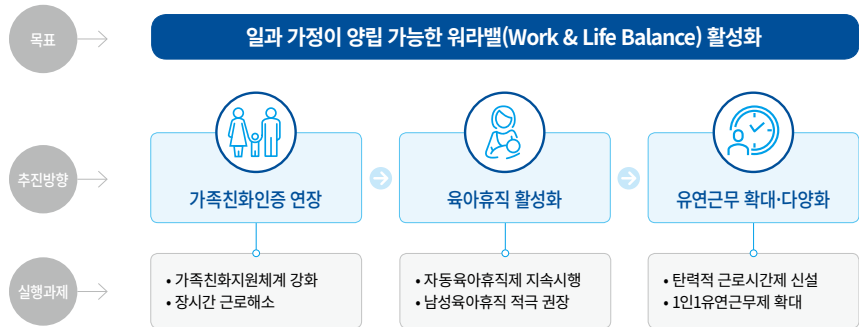 목표
일과 가정이 양립 가능한 워라밸(Work & Life Balance) 활성화
추진방향
가족친화인증 연장
육아휴직 활성화
유연근무 확대·다양화
실행과제
• 가족친화지원체계 강화
• 장시간 근로해소
• 자동육아휴직제 지속시행
• 남성육아휴직 적극 권장
• 탄력적 근로시간제 신설
• 1인1유연근무제 확대